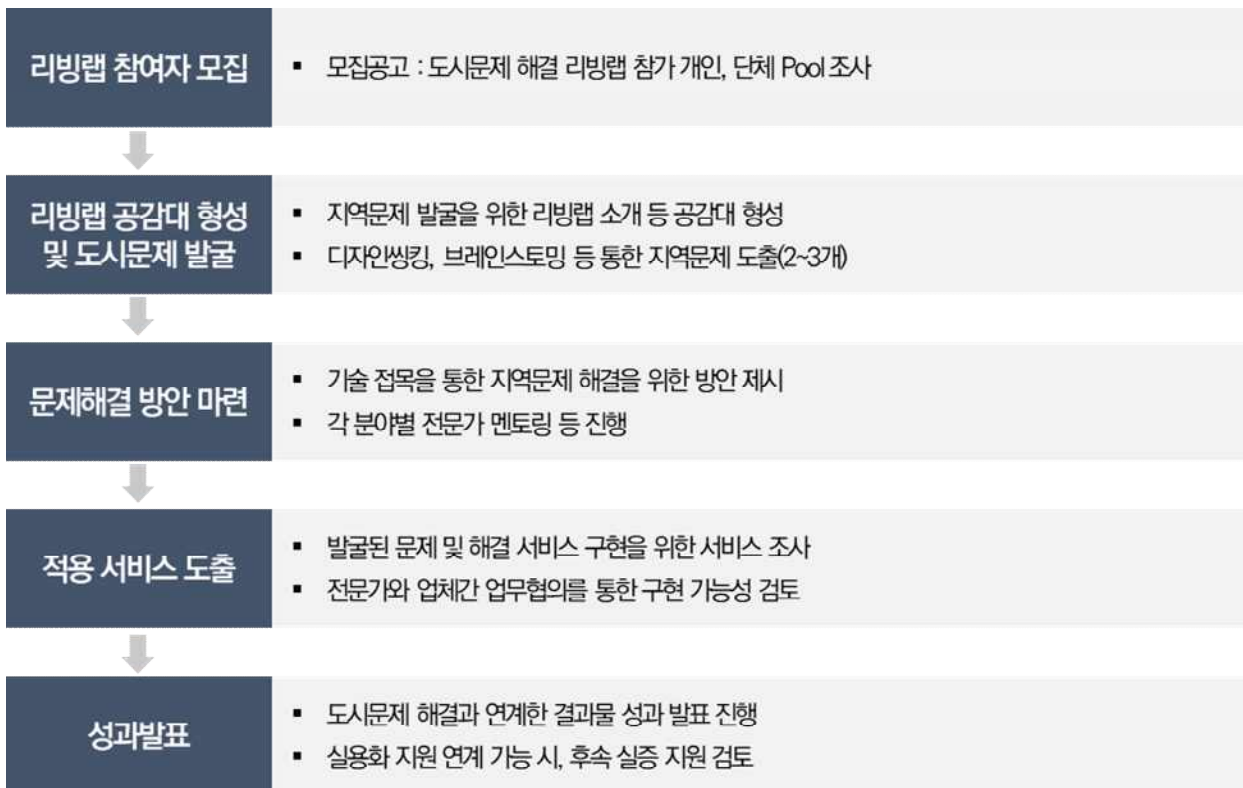 리빙랩 참여자 모집
▪ 모집공고 : 도시문제 해결 리빙랩 참가 개인, 단체 Pool 조사
리빙랩 공감대 형성
및 도시문제 발굴
▪ 지역문제 발굴을 위한 리빙랩 소개 등 공감대 형성
▪ 디자인씽킹, 브레인스토밍 등 통한 지역문제 도출(2~3개)
문제해결 방안 마련
▪ 기술 접목을 통한 지역문제 해결을 위한 방안 제시
▪ 각 분야별 전문가 멘토링 등 진행
적용 서비스 도출
▪ 발굴된 문제 및 해결 서비스 구현을 위한 서비스 조사
▪ 전문가와 업체간 업무협의를 통한 구현 가능성 검토
성과발표
▪ 도시문제 해결과 연계한 결과물 성과 발표 진행
▪ 실용화 지원 연계 가능 시, 후속 실증 지원 검토